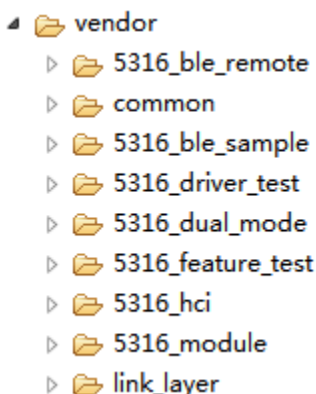 vendor
5316_ble_remote
common
5316_ble_sample
5316_driver_test
5316_dual_mode
5316_feature_test
5316_hci
5316_module
link_layer